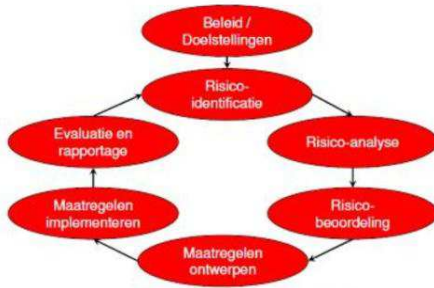 Beleid /
Doelstellingen
Risico-
identificatie
Evaluatie en
rapportage
Risico-analyse
Maatregelen
implementeren
Risico-
beoordeling
Maatregelen
ontwerpen